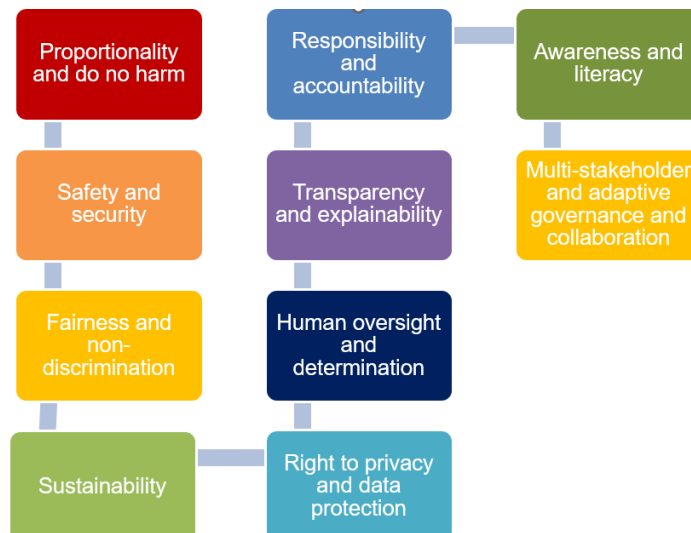 Proportionality
and do no harm
Safety and
security
Fairness and
non-
discrimination
Sustainability
Right to privacy
and data
protection
Human oversight
and
determination
Transparency
and explainability
Responsibility
and
accountability
Awareness and
literacy
Multi-stakeholder
and adaptive
governance and
collaboration